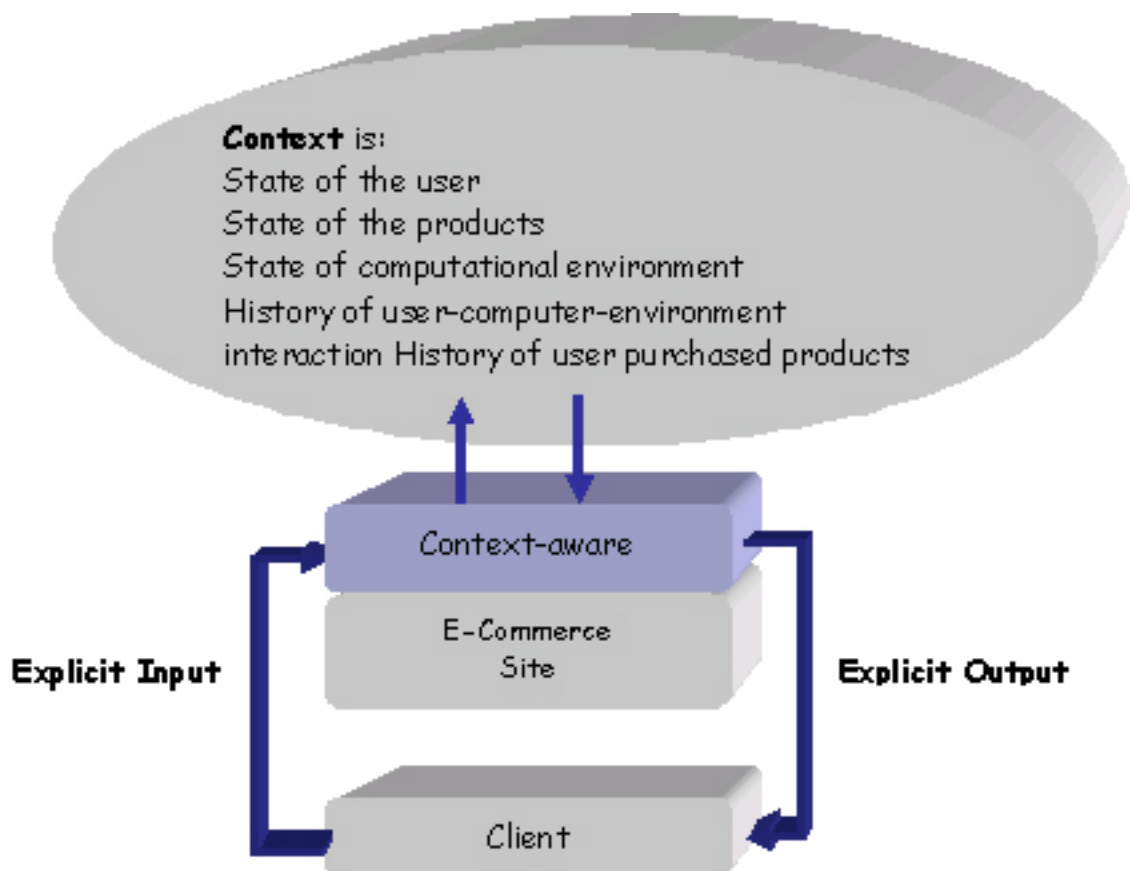 Context is:
State of the user
State of the products
State of computational environment
History of user-computer-environment
interaction History of user purchased products
Context-aware
E-Commerce
Site
Explicit Input
Explicit Output
Client